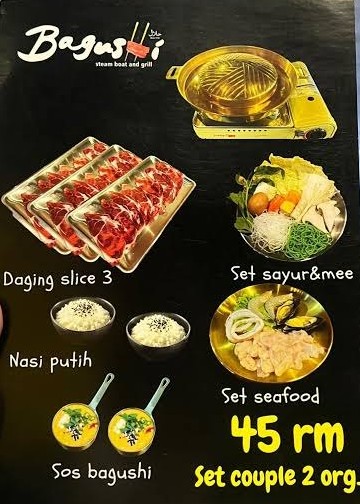 Bagushi
حلال
steam boat and grill
Daging slice 3
Set sayur&mee
Nasi putih
Set seafood
Sos bagushi
45 rm
Set couple 2 org.